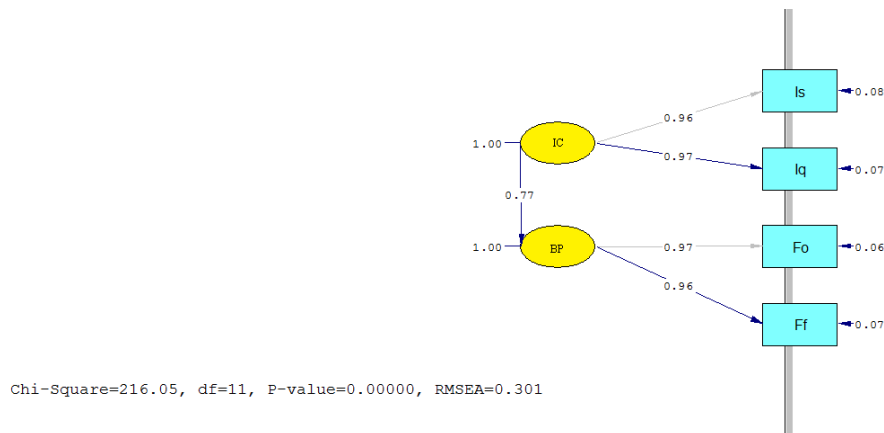 Is
0.08
0.96
1.00
IC
0.97
Iq
0.07
0.77
1.00
BP
0.97
Fo
0.06
0.96
Ff
0.07
Chi-Square=216.05, df=11, P-value=0.00000, RMSEA=0.301